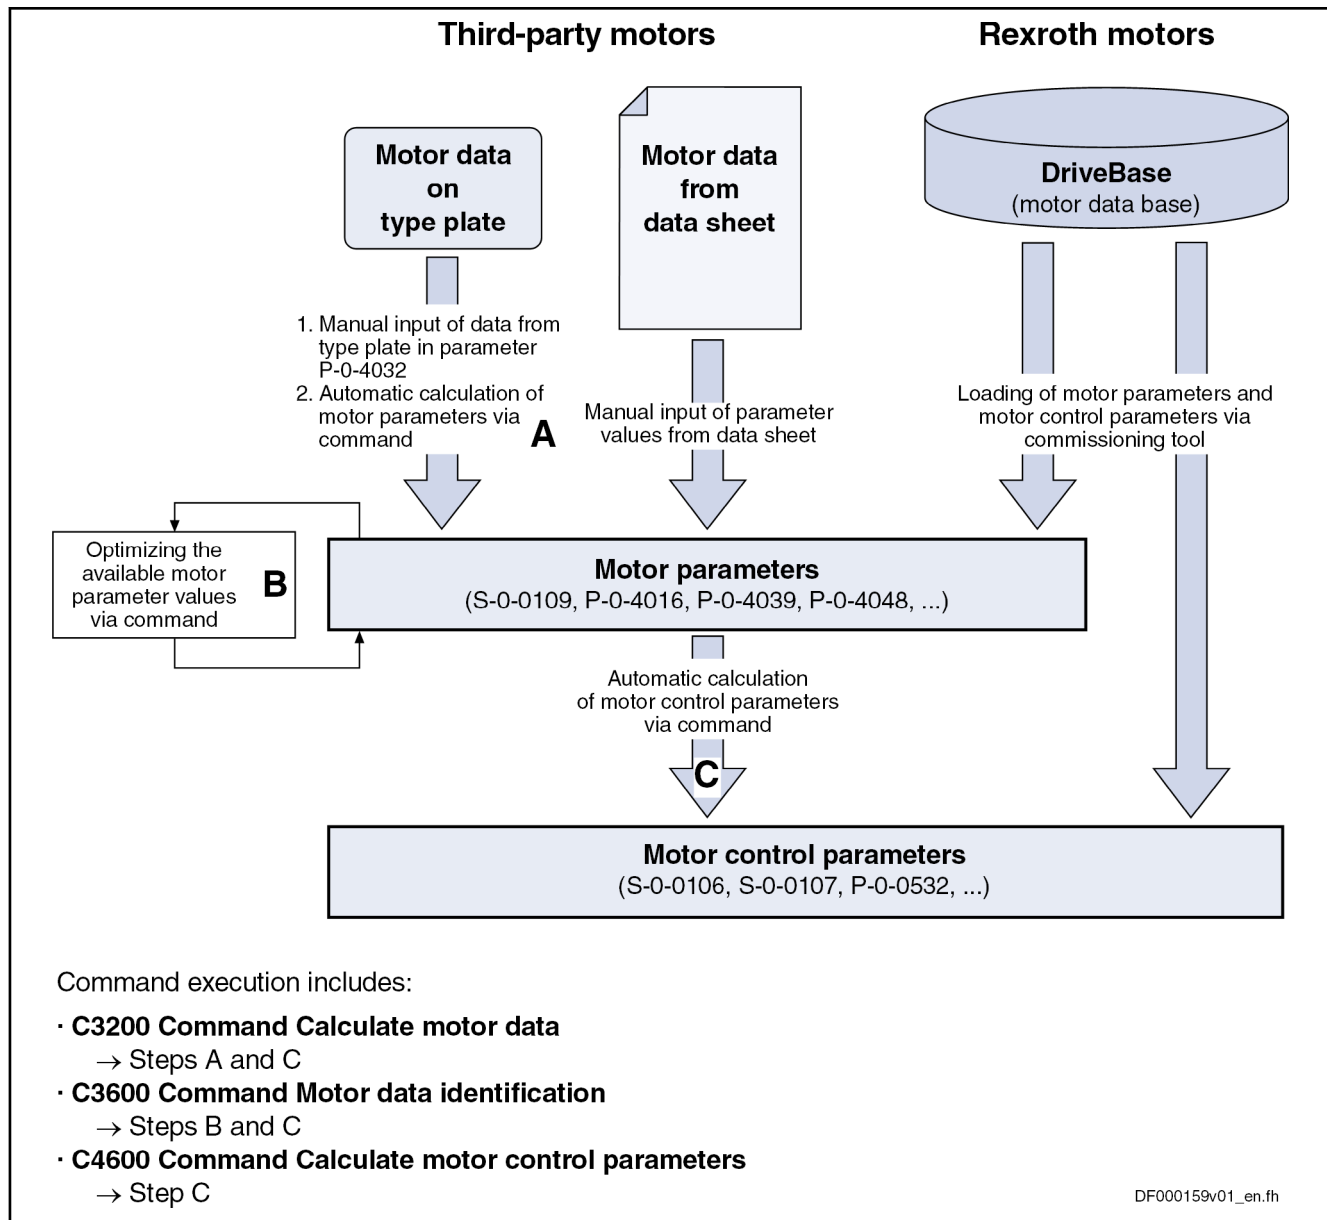 Third-party motors
Rexroth motors
Motor data
on
type plate
Motor data
from
data sheet
DriveBase
(motor data base)
1. Manual input of data from
type plate in parameter
P-0-4032
2. Automatic calculation of
motor parameters via
command
A
Manual input of parameter
values from data sheet
Loading of motor parameters and
motor control parameters via
commissioning tool
Optimizing the
available motor
parameter values
via command
B
Motor parameters
(S-0-0109, P-0-4016, P-0-4039, P-0-4048, ...)
Automatic calculation
of motor control parameters
via command
C
Motor control parameters
(S-0-0106, S-0-0107, P-0-0532, ...)
Command execution includes:
· C3200 Command Calculate motor data
→ Steps A and C
· C3600 Command Motor data identification
→ Steps B and C
· C4600 Command Calculate motor control parameters
→ Step C
DF000159v01_en.fh